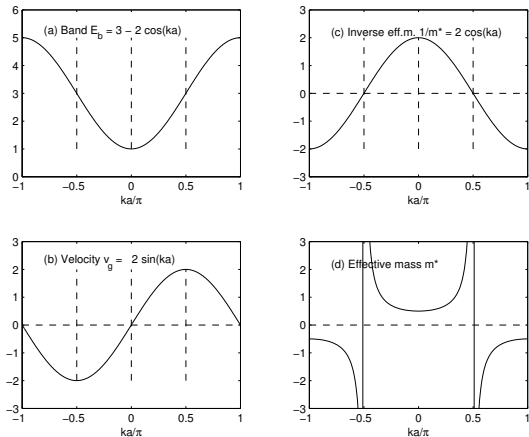 (a) Band E_b = 3 − 2 cos(ka)
6
5
4
3
2
1
0
−1 −0.5 0 0.5 1
ka/π
(c) Inverse eff.m. 1/m* = 2 cos(ka)
3
2
1
0
−1
−2
−3
−1 −0.5 0 0.5 1
ka/π
(b) Velocity v_g = 2 sin(ka)
3
2
1
0
−1
−2
−3
−1 −0.5 0 0.5 1
ka/π
(d) Effective mass m*
3
2
1
0
−1
−2
−3
−1 −0.5 0 0.5 1
ka/π